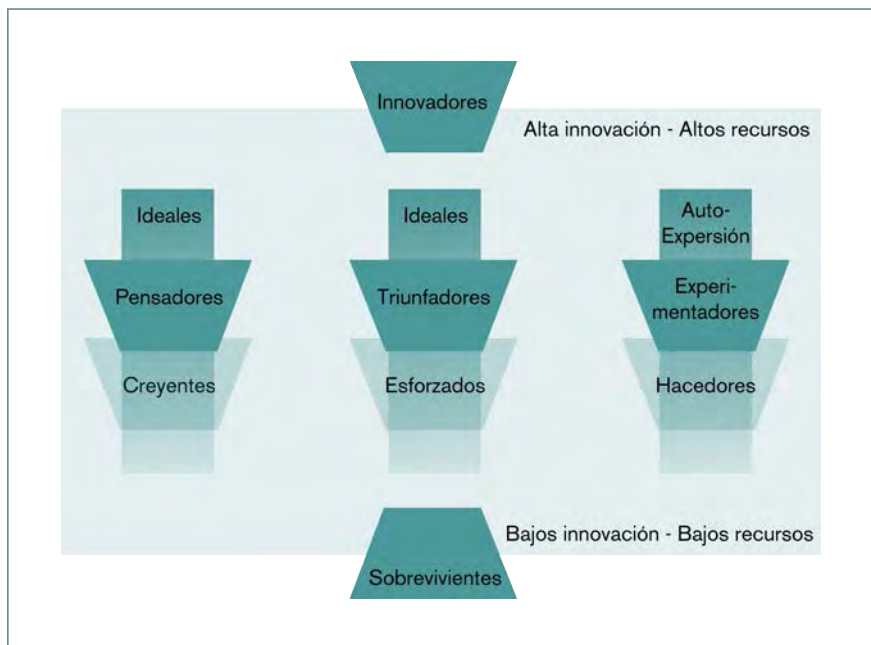 Innovadores
Alta innovación - Altos recursos
Ideales
Ideales
Auto-
Expersión
Pensadores
Triunfadores
Experi-
mentadores
Creyentes
Esforzados
Hacedores
Bajos innovación - Bajos recursos
Sobrevivientes